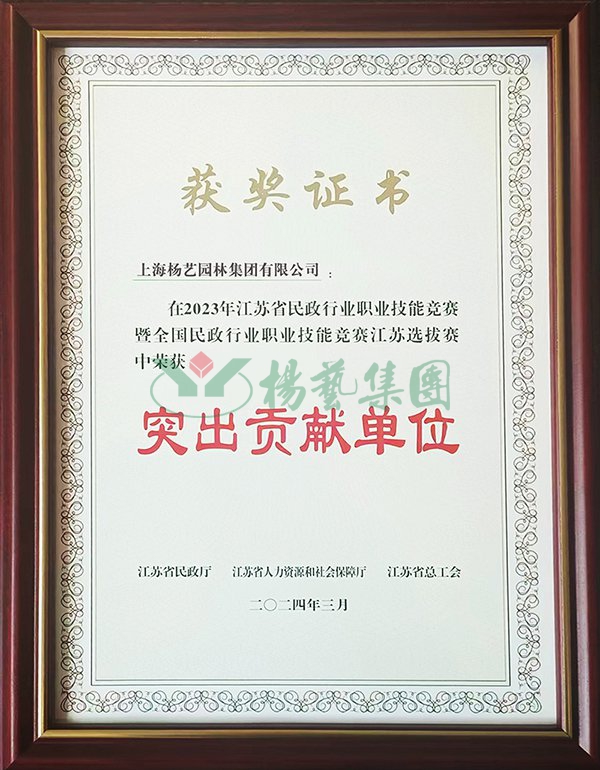 获奖证书
上海杨艺园林集团有限公司：
在2023年江苏省民政行业职业技能竞赛
暨全国民政行业职业技能竞赛江苏选拔赛
中荣获
楊藝集團
突出贡献单位
江苏省民政厅 江苏省人力资源和社会保障厅 江苏省总工会
二〇二四年三月